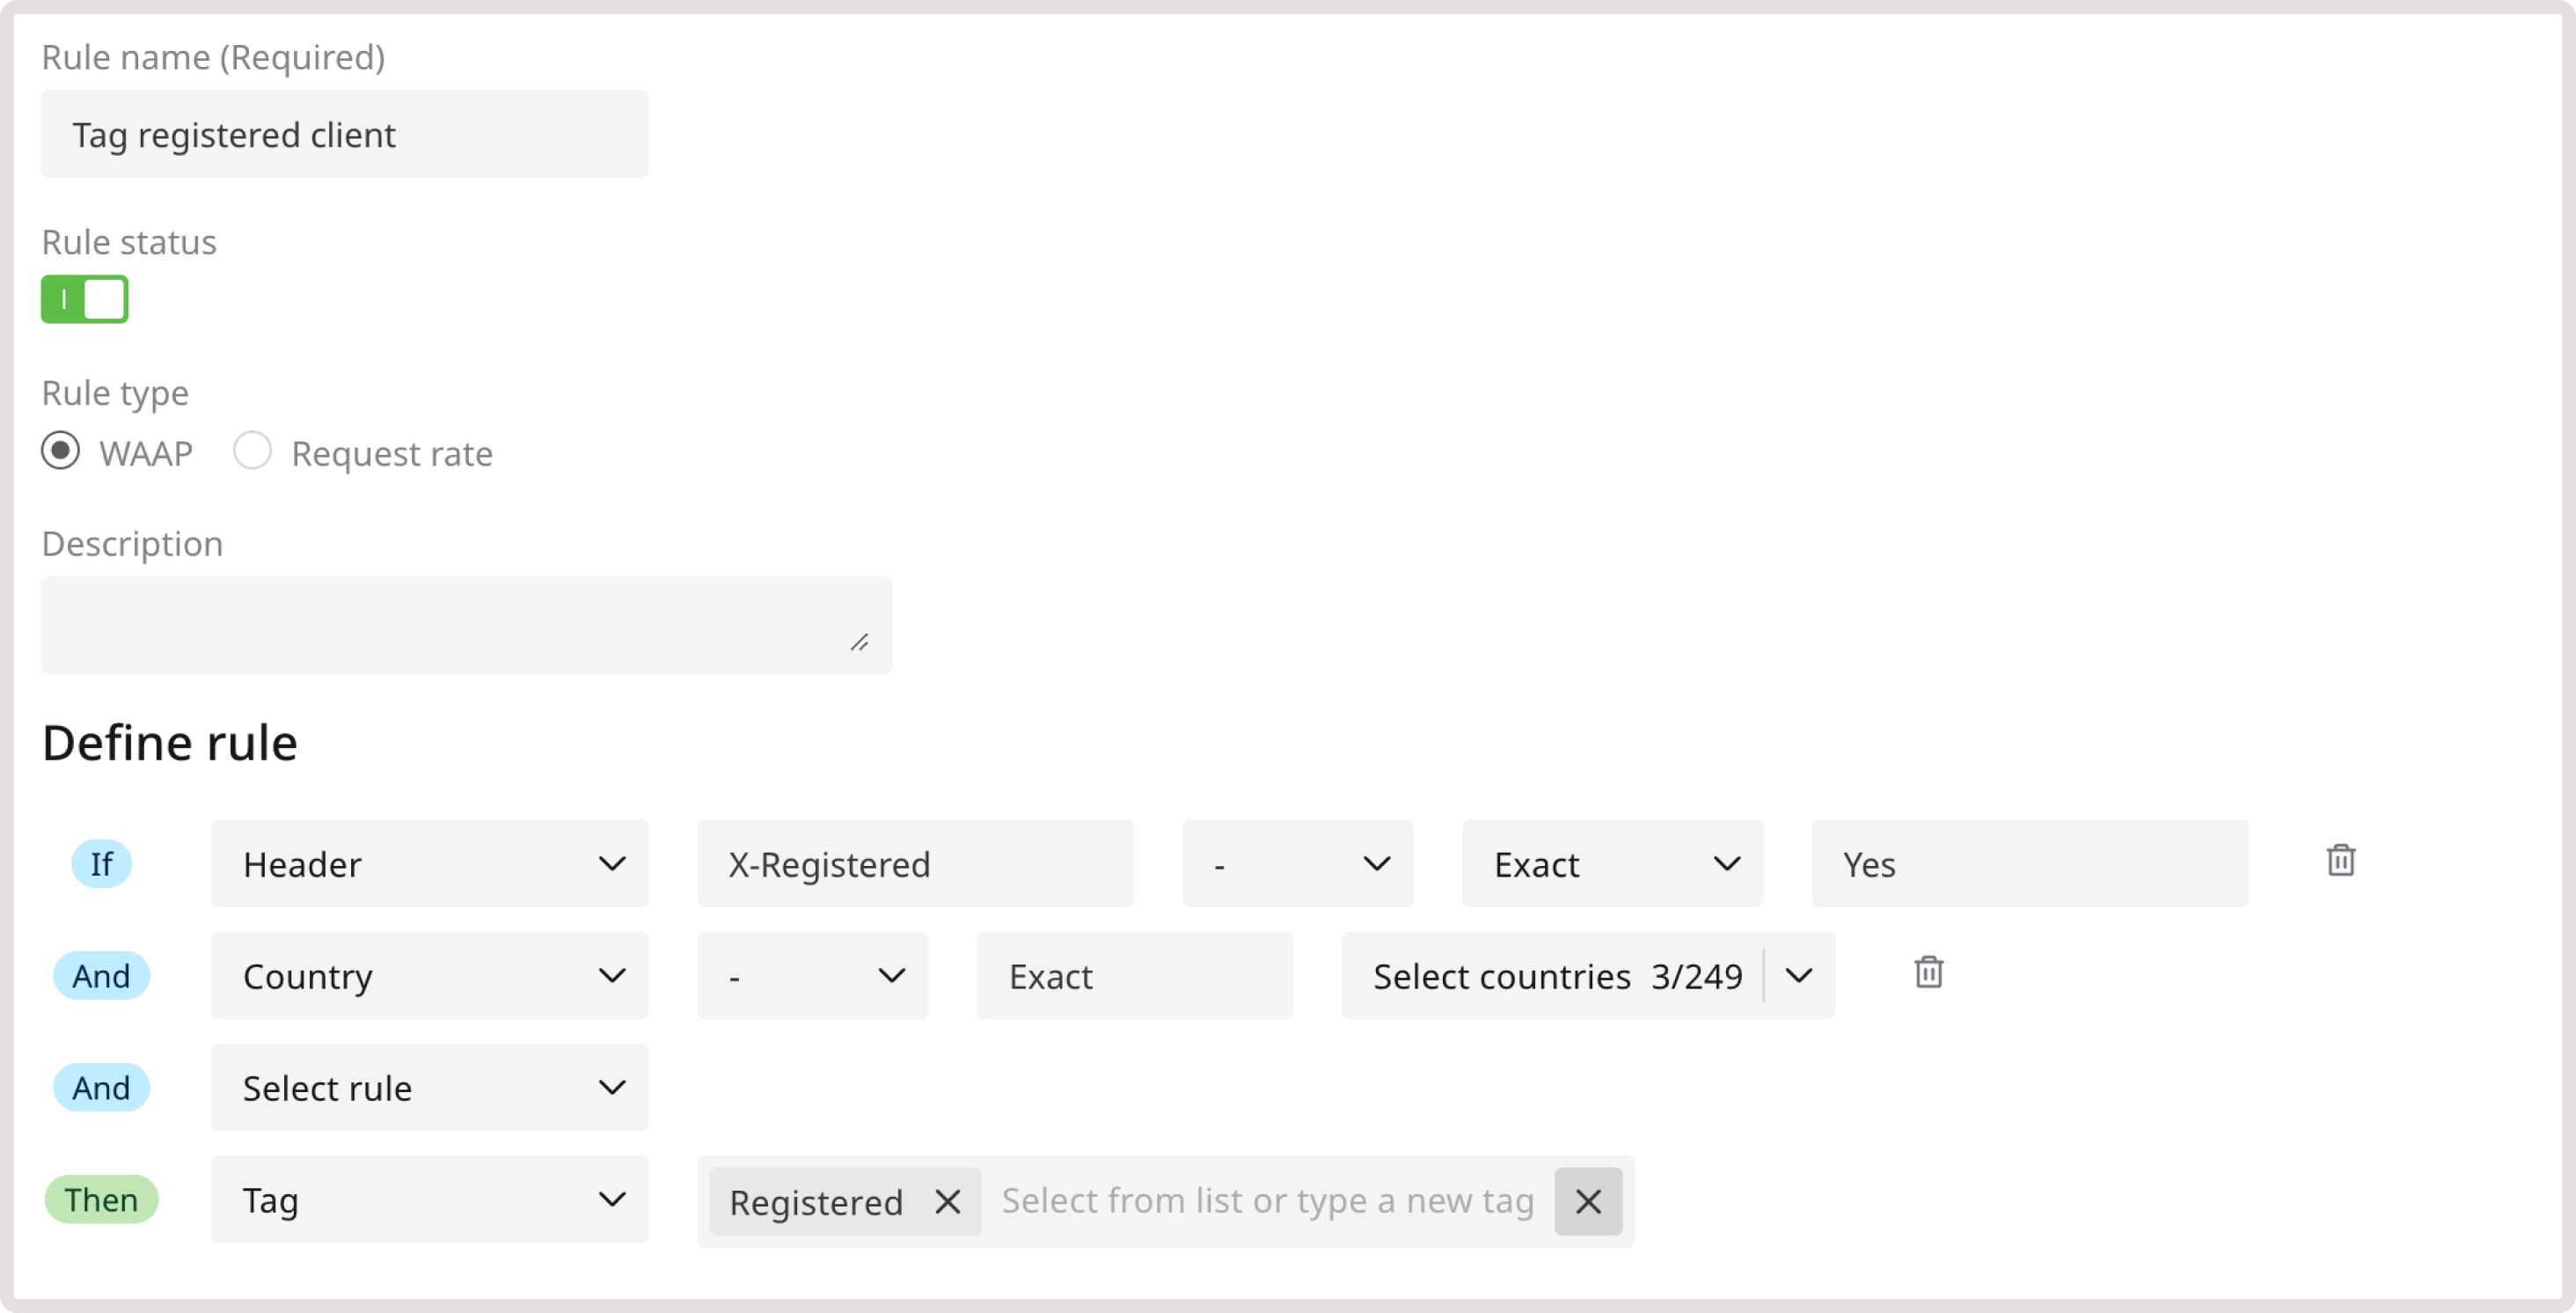 Rule name (Required)
Tag registered client
Rule status
Rule type
WAAP Request rate
Description
Define rule
If Header X-Registered - Exact Yes
And Country - Exact Select countries 3/249
And Select rule
Then Tag Registered Select from list or type a new tag